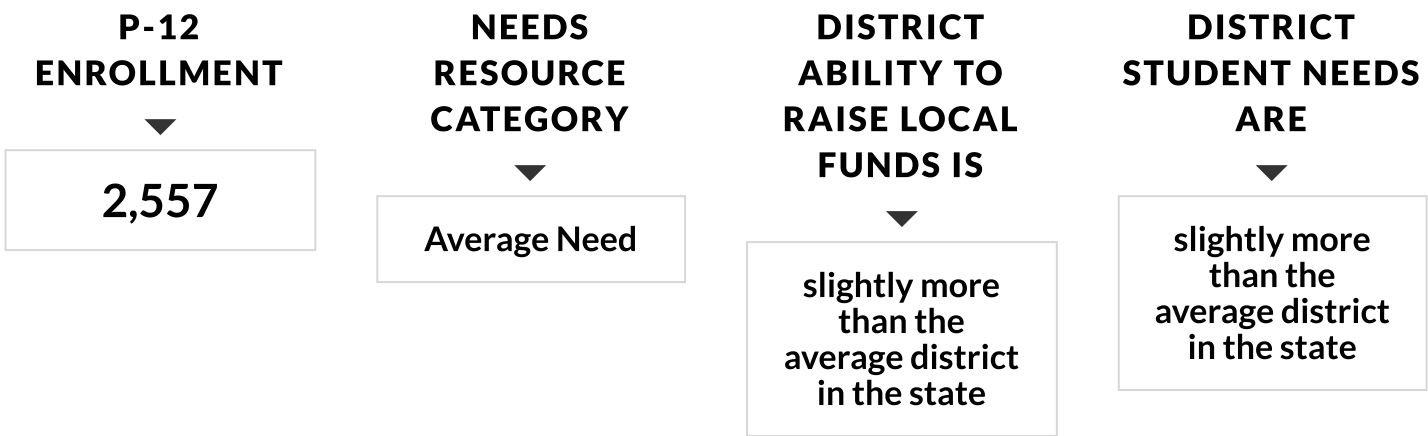 P-12
ENROLLMENT
2,557
NEEDS
RESOURCE
CATEGORY
Average Need
DISTRICT
ABILITY TO
RAISE LOCAL
FUNDS IS
slightly more
than the
average district
in the state
DISTRICT
STUDENT NEEDS
ARE
slightly more
than the
average district
in the state